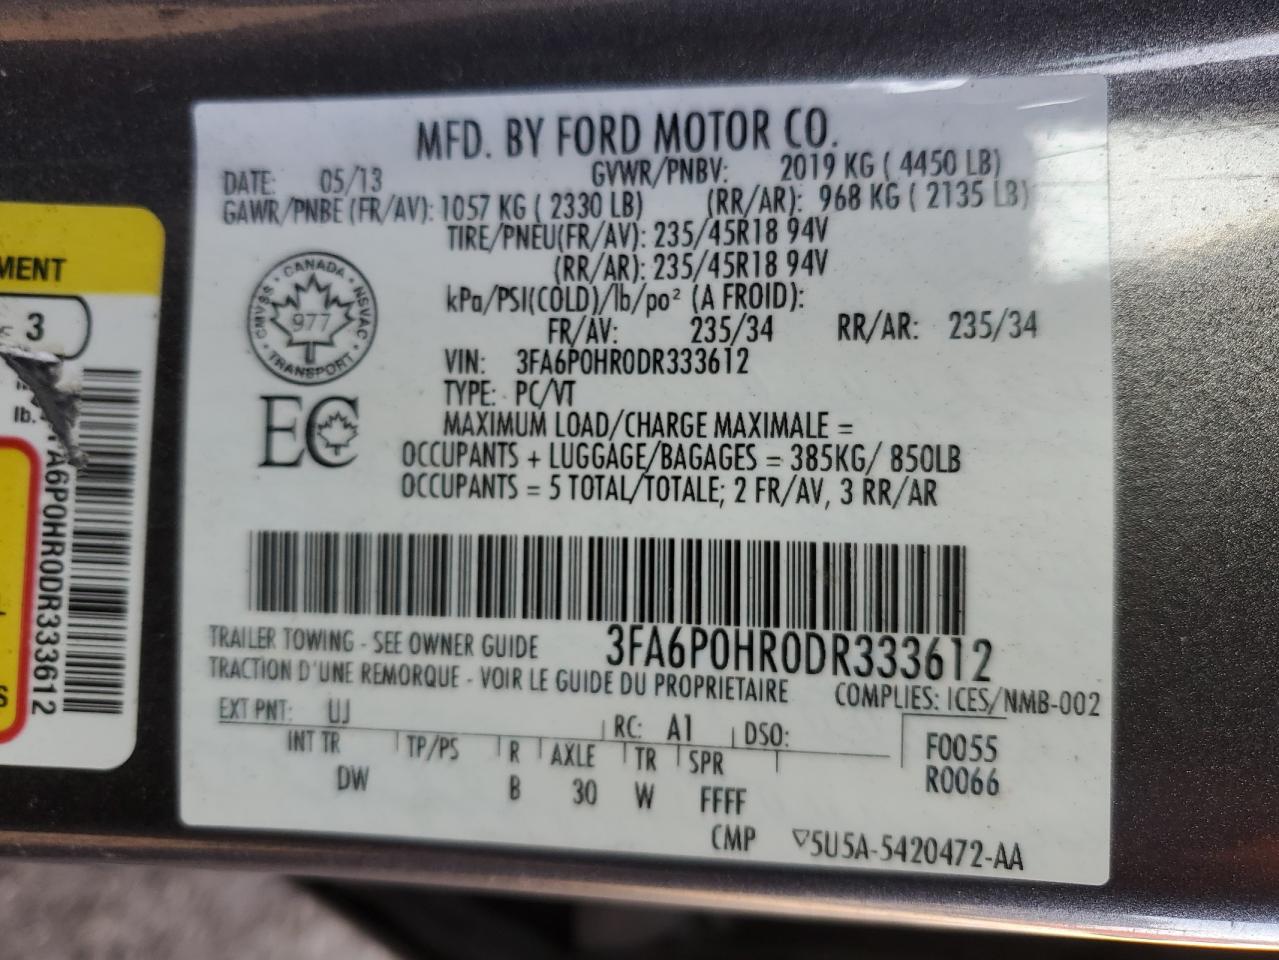 MFD. BY FORD MOTOR CO.
DATE: 05/13 GVWR/PNBV: 2019 KG ( 4450 LB)
GAWR/PNBE (FR/AV): 1057 KG ( 2330 LB) (RR/AR): 968 KG ( 2135 LB)
TIRE/PNEU(FR/AV): 235/45R18 94V
(RR/AR): 235/45R18 94V
kPa/PSI(COLD)/lb/po² (A FROID):
FR/AV: 235/34 RR/AR: 235/34
VIN: 3FA6P0HR0DR333612
TYPE: PC/VT
MAXIMUM LOAD/CHARGE MAXIMALE =
OCCUPANTS + LUGGAGE/BAGAGES = 385KG/ 850LB
OCCUPANTS = 5 TOTAL/TOTALE; 2 FR/AV, 3 RR/AR
CANADA
CMVSS 977 NSVAC
TRANSPORT
EC
3FA6P0HR0DR333612
TRAILER TOWING - SEE OWNER GUIDE
TRACTION D'UNE REMORQUE - VOIR LE GUIDE DU PROPRIETAIRE
COMPLIES: ICES/NMB-002
EXT PNT: UJ RC: A1 DSO:
INT TR TP/PS R AXLE TR SPR
DW B 30 W FFFF
F0055
R0066
CMP ▽5U5A-5420472-AA
MENT
3
lb.
A6P0HR0DR333612
S